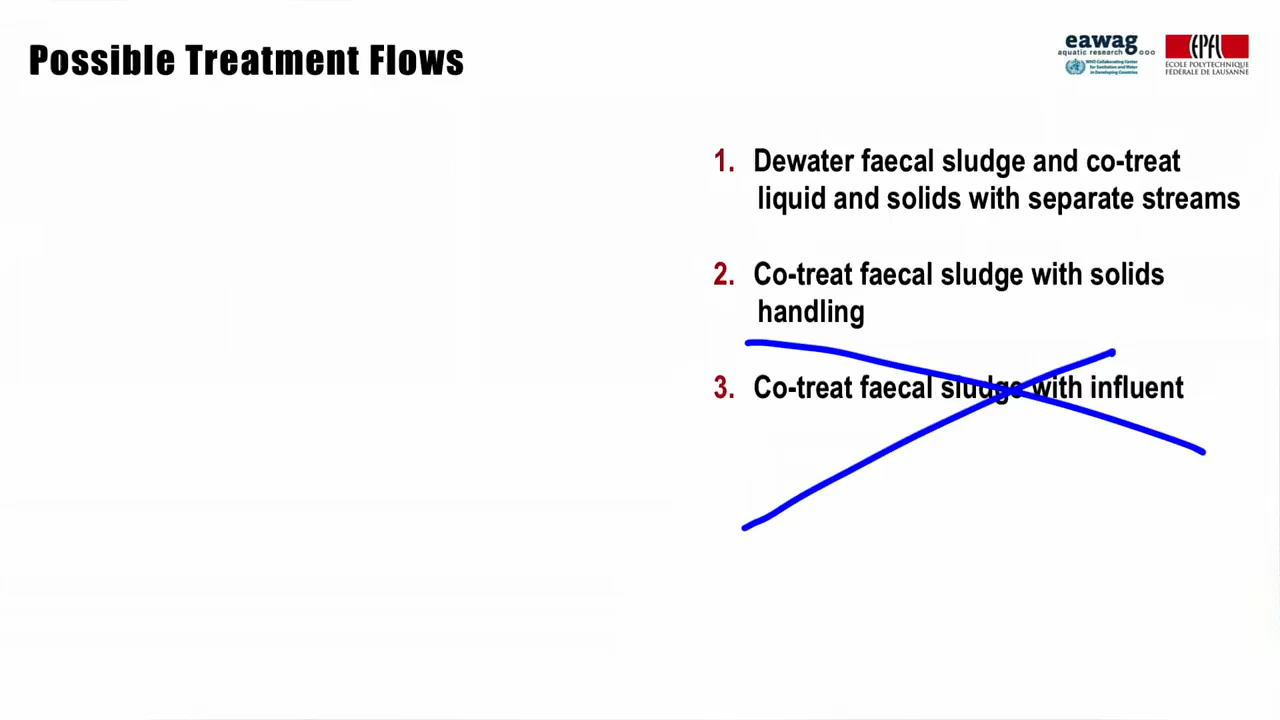 Possible Treatment Flows
eawag
aquatic research
WHO Collaborating Center
for Sanitation and Water
in Developing Countries
EPFL
ÉCOLE POLYTECHNIQUE
FÉDÉRALE DE LAUSANNE
1. Dewater faecal sludge and co-treat
liquid and solids with separate streams
2. Co-treat faecal sludge with solids
handling
3. Co-treat faecal sludge with influent